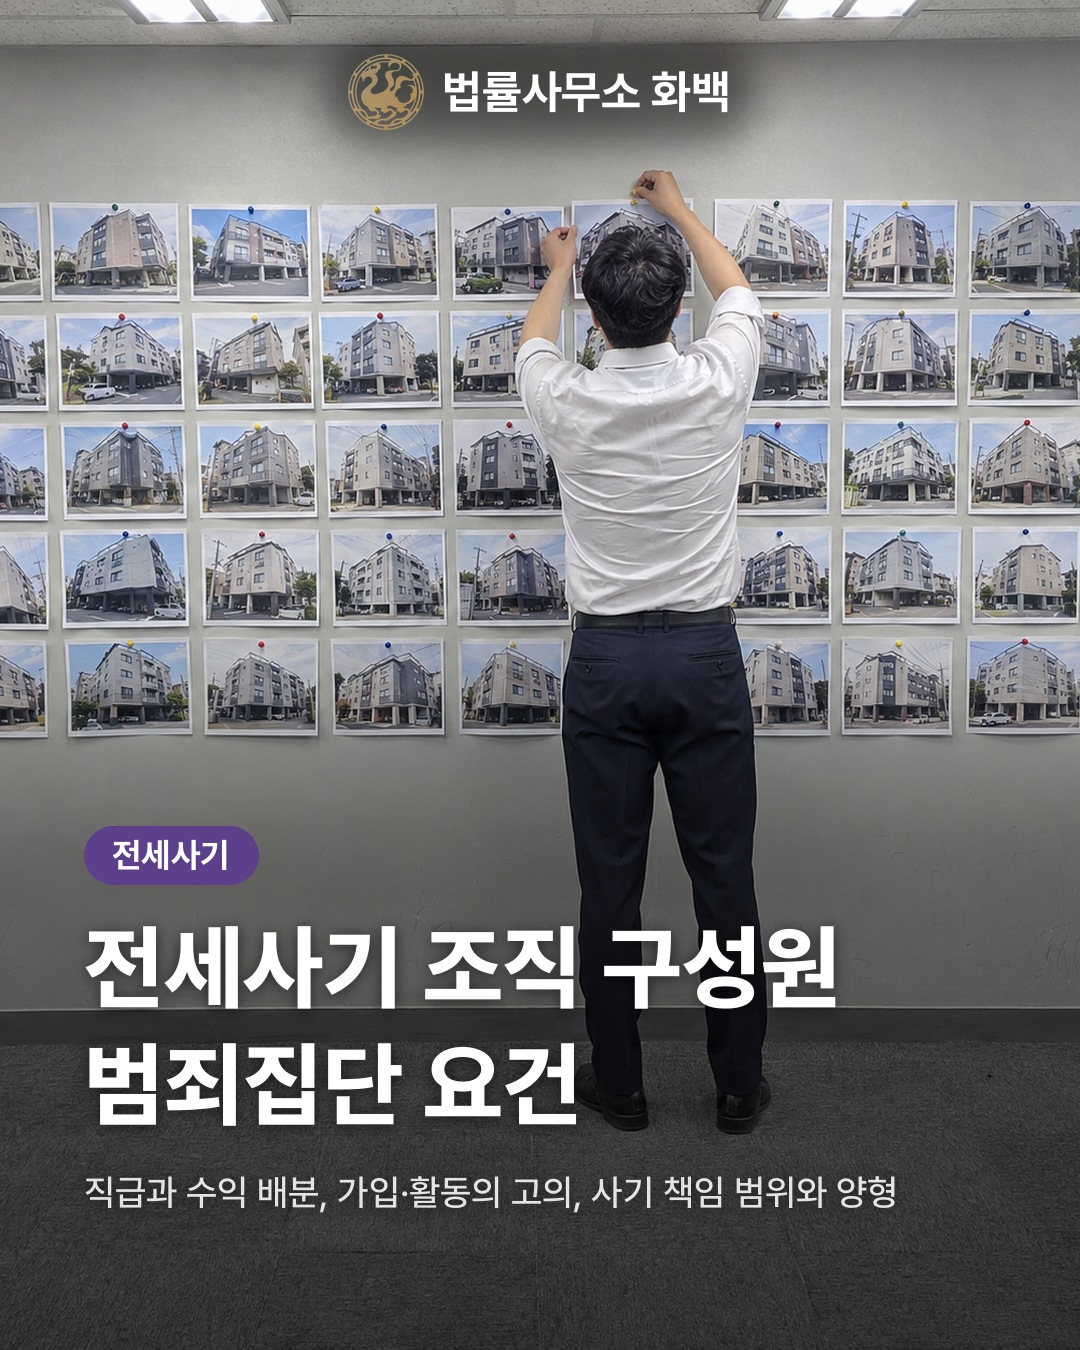 법률사무소 화백
전세사기
전세사기 조직 구성원
범죄집단 요건
직급과 수익 배분, 가입·활동의 고의, 사기 책임 범위와 양형